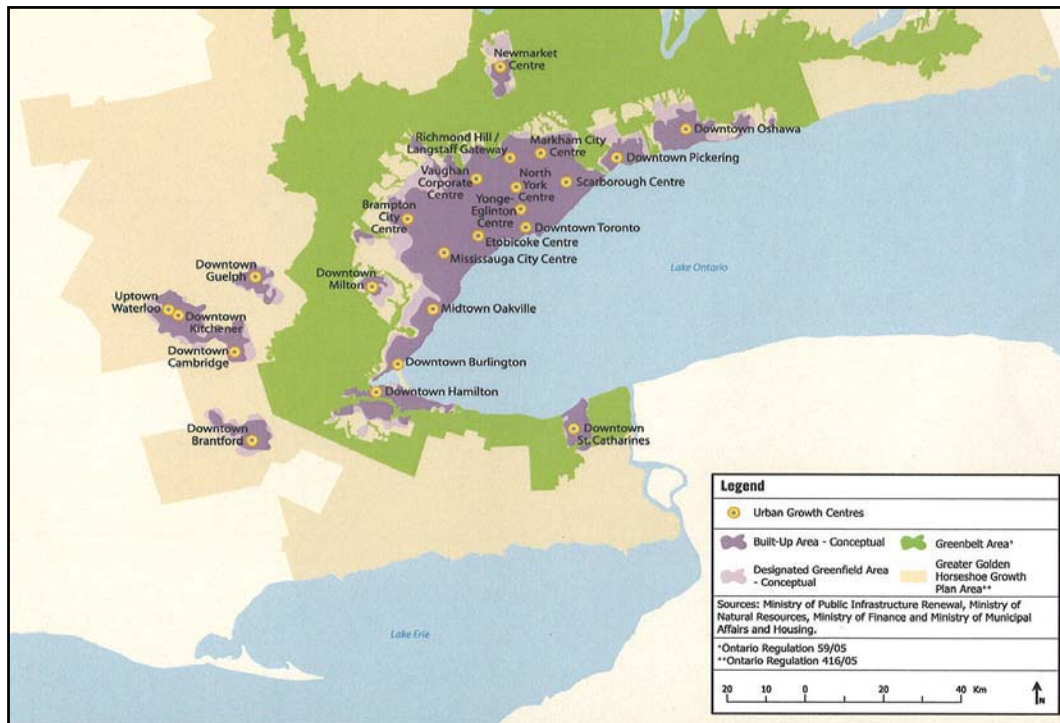 Newmarket
Centre
Richmond Hill /
Langstaff Gateway
Markham City
Centre
Downtown Oshawa
Downtown Pickering
Vaughan
Corporate
Centre
North
York
Centre
Scarborough Centre
Yonge-
Eglinton
Centre
Brampton
City
Centre
Downtown Toronto
Etobicoke Centre
Mississauga City Centre
Lake Ontario
Downtown
Guelph
Downtown
Milton
Uptown
Waterloo
Downtown
Kitchener
Midtown Oakville
Downtown
Cambridge
Downtown Burlington
Downtown Hamilton
Downtown
Brantford
Downtown
St. Catharines
Lake Erie
Legend
Urban Growth Centres
Built-Up Area - Conceptual
Greenbelt Area*
Designated Greenfield Area
- Conceptual
Greater Golden
Horseshoe Growth
Plan Area**
Sources: Ministry of Public Infrastructure Renewal, Ministry of
Natural Resources, Ministry of Finance and Ministry of Municipal
Affairs and Housing.
*Ontario Regulation 59/05
**Ontario Regulation 416/05
20 10 0 20 40 Km
N